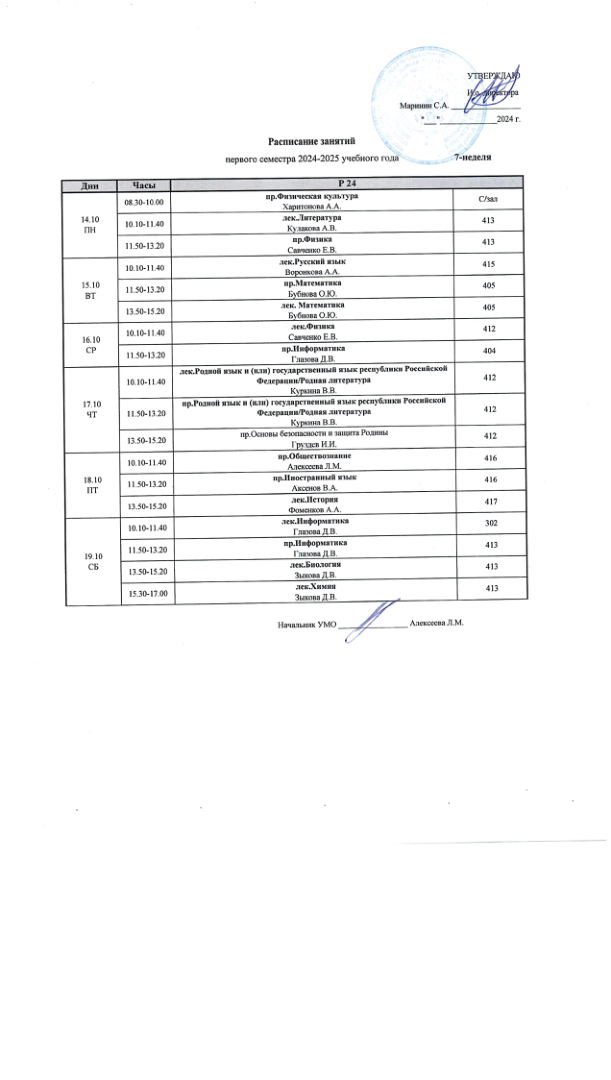 УТВЕРЖДАЮ
И.о. директора
Маринин С.А. ________________
"___"______________2024 г.
Расписание занятий
первого семестра 2024-2025 учебного года 7-неделя
Дни Часы Р 24
14.10
ПН
08.30-10.00 пр.Физическая культура
Харитонова А.А. С/зал
10.10-11.40 лек.Литература
Кулакова А.В. 413
11.50-13.20 пр.Физика
Савченко Е.В. 413
15.10
ВТ
10.10-11.40 лек.Русский язык
Воронкова А.А. 415
11.50-13.20 пр.Математика
Бубнова О.Ю. 405
13.50-15.20 лек. Математика
Бубнова О.Ю. 405
16.10
СР
10.10-11.40 лек.Физика
Савченко Е.В. 412
11.50-13.20 пр.Информатика
Глазова Д.В. 404
17.10
ЧТ
10.10-11.40 лек.Родной язык и (или) государственный язык республики Российской
Федерации/Родная литература
Куркина В.В. 412
11.50-13.20 пр.Родной язык и (или) государственный язык республики Российской
Федерации/Родная литература
Куркина В.В. 412
13.50-15.20 пр.Основы безопасности и защита Родины
Груздев И.И. 412
18.10
ПТ
10.10-11.40 пр.Обществознание
Алексеева Л.М. 416
11.50-13.20 пр.Иностранный язык
Аксенов В.А. 416
13.50-15.20 лек.История
Фоменков А.А. 417
19.10
СБ
10.10-11.40 лек.Информатика
Глазова Д.В. 302
11.50-13.20 пр.Информатика
Глазова Д.В. 413
13.50-15.20 лек.Биология
Зыкова Д.В. 413
15.30-17.00 лек.Химия
Зыкова Д.В. 413
Начальник УМО ________________ Алексеева Л.М.